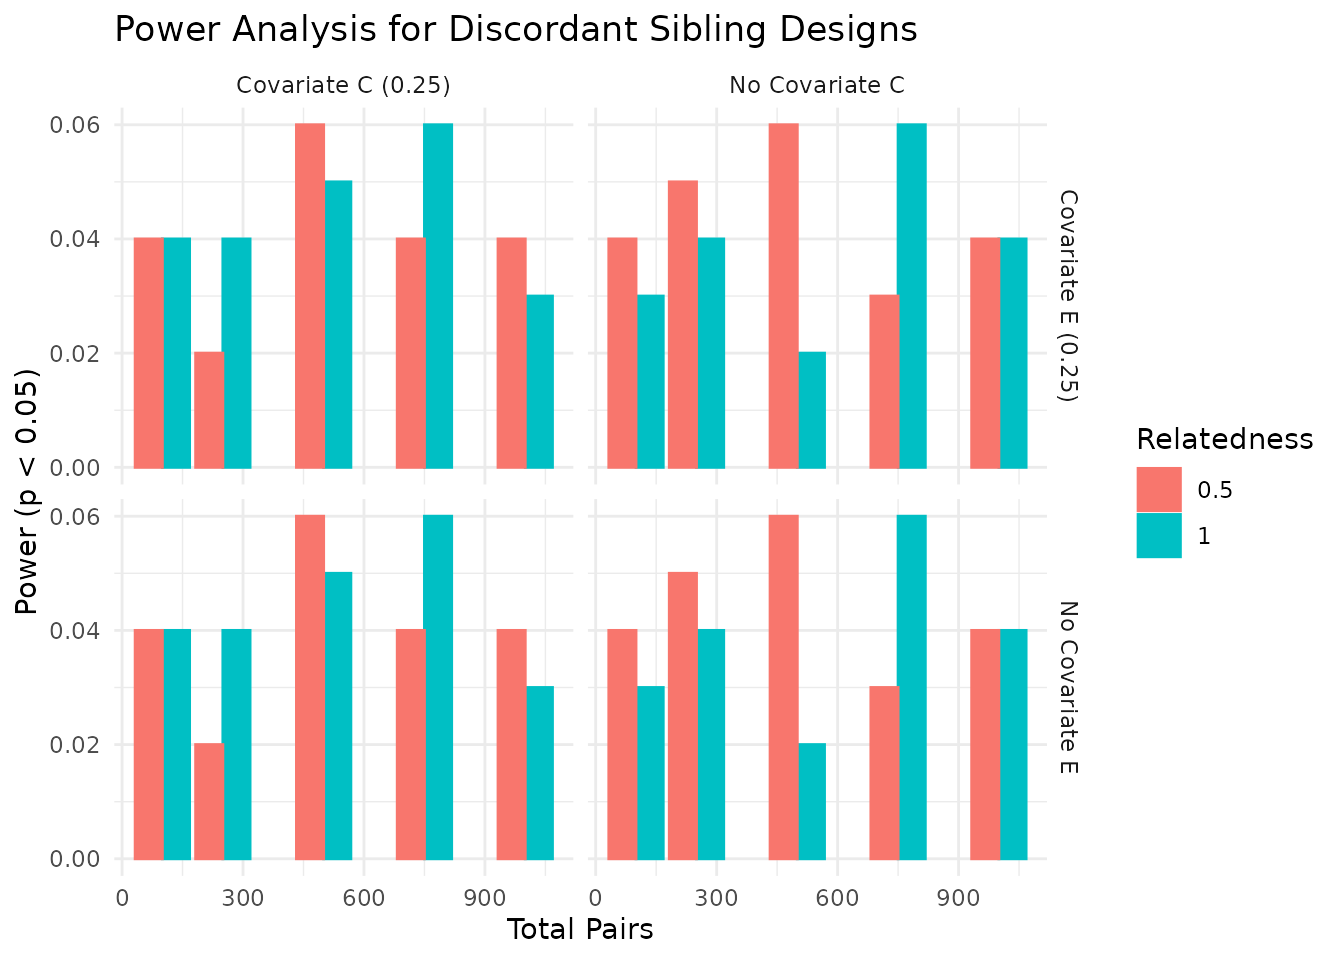 Power Analysis for Discordant Sibling Designs
Covariate C (0.25)
No Covariate C
0.06
0.04
0.02
0.00
Covariate E (0.25)
0.06
0.04
0.02
0.00
No Covariate E
Power (p < 0.05)
0
300
600
900
0
300
600
900
Total Pairs
Relatedness
0.5
1